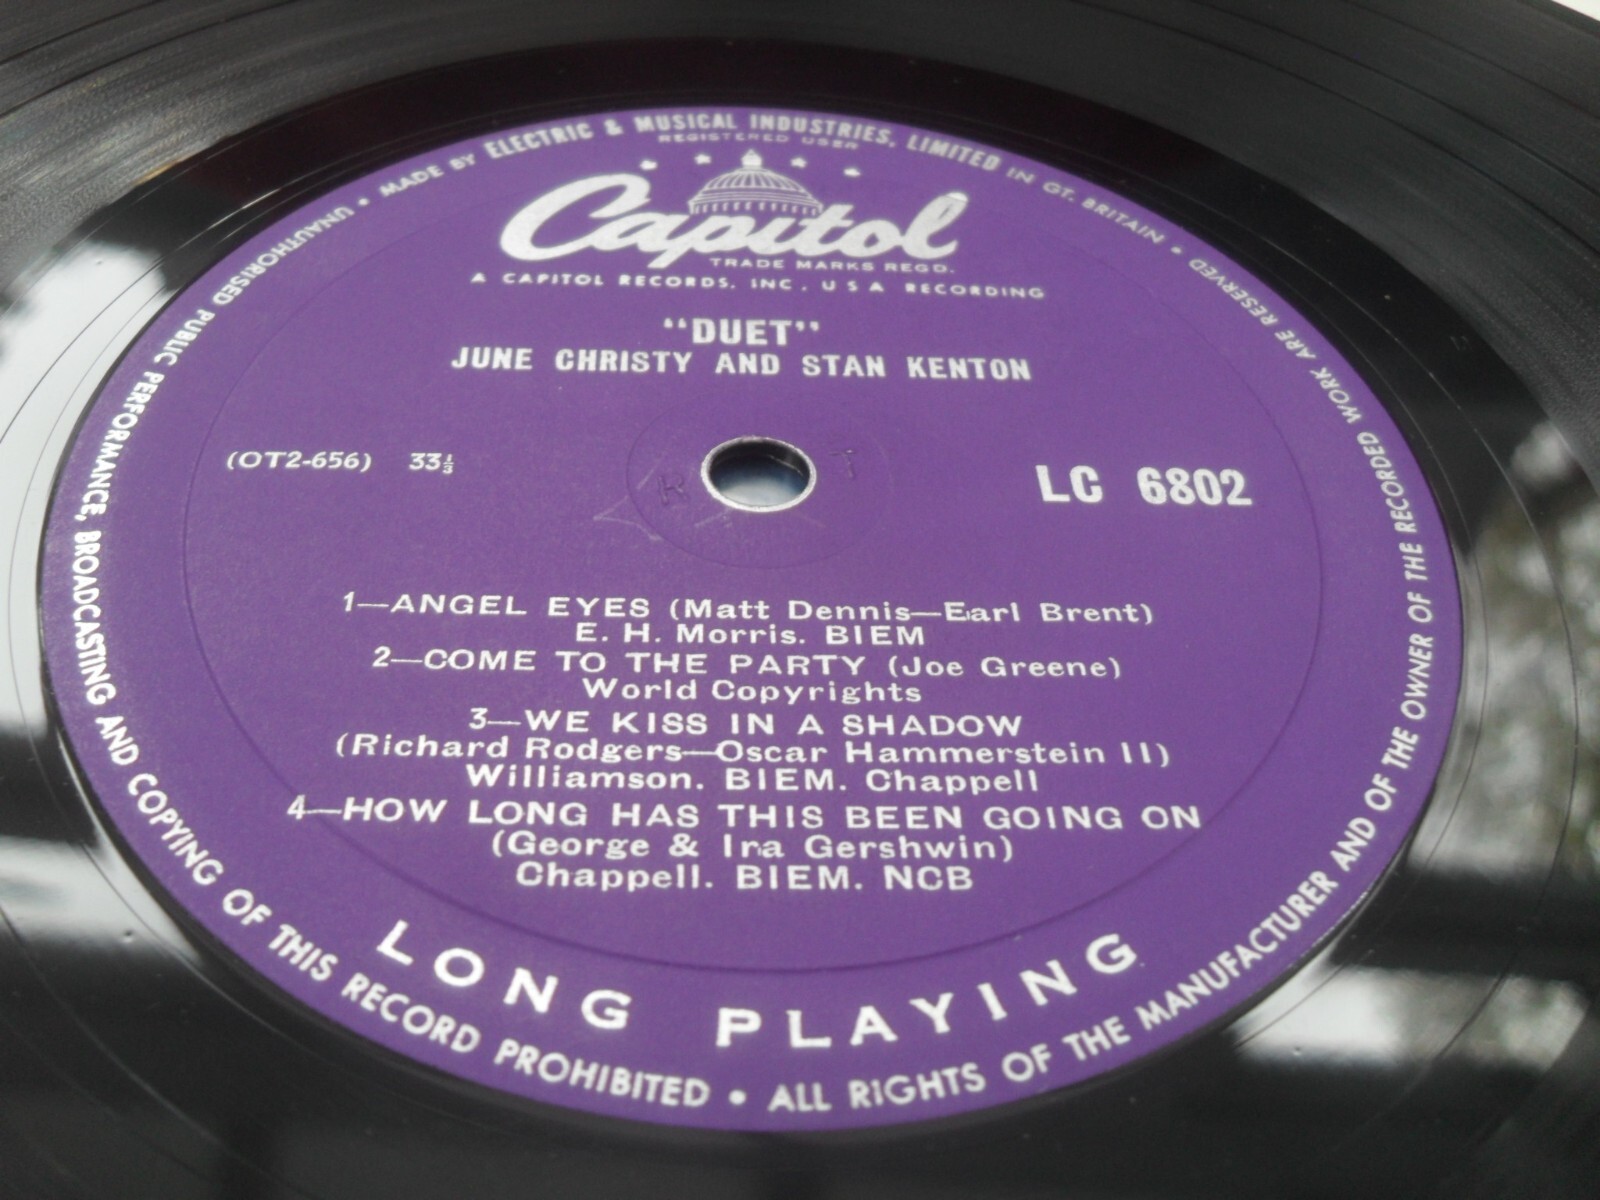 MADE BY ELECTRIC & MUSICAL INDUSTRIES, LIMITED IN GT. BRITAIN •
REGISTERED USER
Capitol
TRADE MARKS REGD.
A CAPITOL RECORDS, INC. U S A RECORDING
“DUET”
JUNE CHRISTY AND STAN KENTON
(OT2-656) 33⅓
LC 6802
R T
1—ANGEL EYES (Matt Dennis—Earl Brent)
E. H. Morris. BIEM
2—COME TO THE PARTY (Joe Greene)
World Copyrights
3—WE KISS IN A SHADOW
(Richard Rodgers—Oscar Hammerstein II)
Williamson. BIEM. Chappell
4—HOW LONG HAS THIS BEEN GOING ON
(George & Ira Gershwin)
Chappell. BIEM. NCB
LONG PLAYING
• UNAUTHORISED PUBLIC PERFORMANCE, BROADCASTING AND COPYING OF THIS RECORD PROHIBITED • ALL RIGHTS OF THE MANUFACTURER AND OF THE OWNER OF THE RECORDED WORK ARE RESERVED